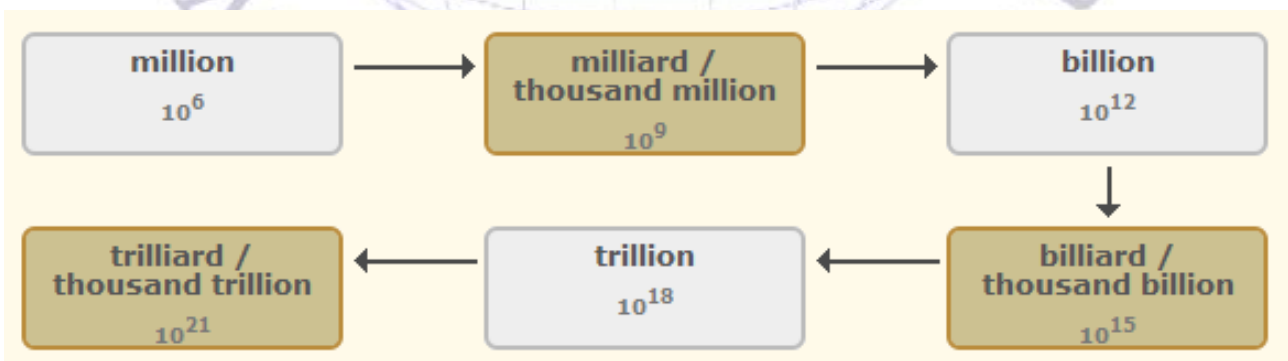 million
10^6
milliard /
thousand million
10^9
billion
10^12
billiard /
thousand billion
10^15
trillion
10^18
trilliard /
thousand trillion
10^21